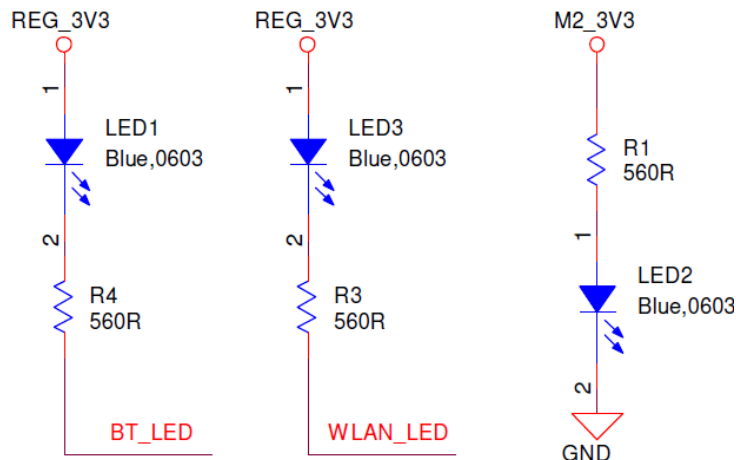 REG_3V3
1
LED1
Blue,0603
2
R4
560R
BT_LED
REG_3V3
1
LED3
Blue,0603
2
R3
560R
WLAN_LED
M2_3V3
R1
560R
1
LED2
Blue,0603
2
GND